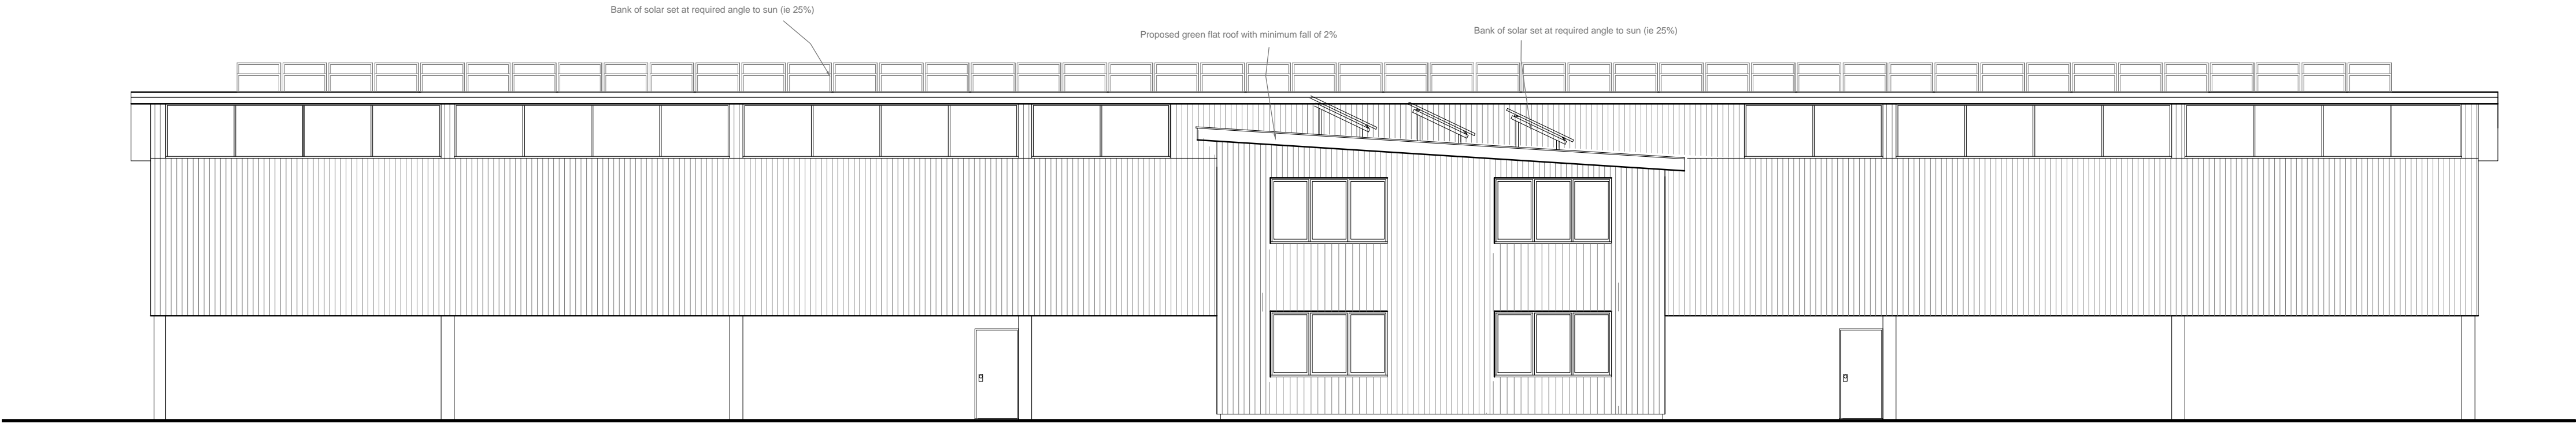 Bank of solar set at required angle to sun (ie 25%)
Proposed green flat roof with minimum fall of 2%
Bank of solar set at required angle to sun (ie 25%)